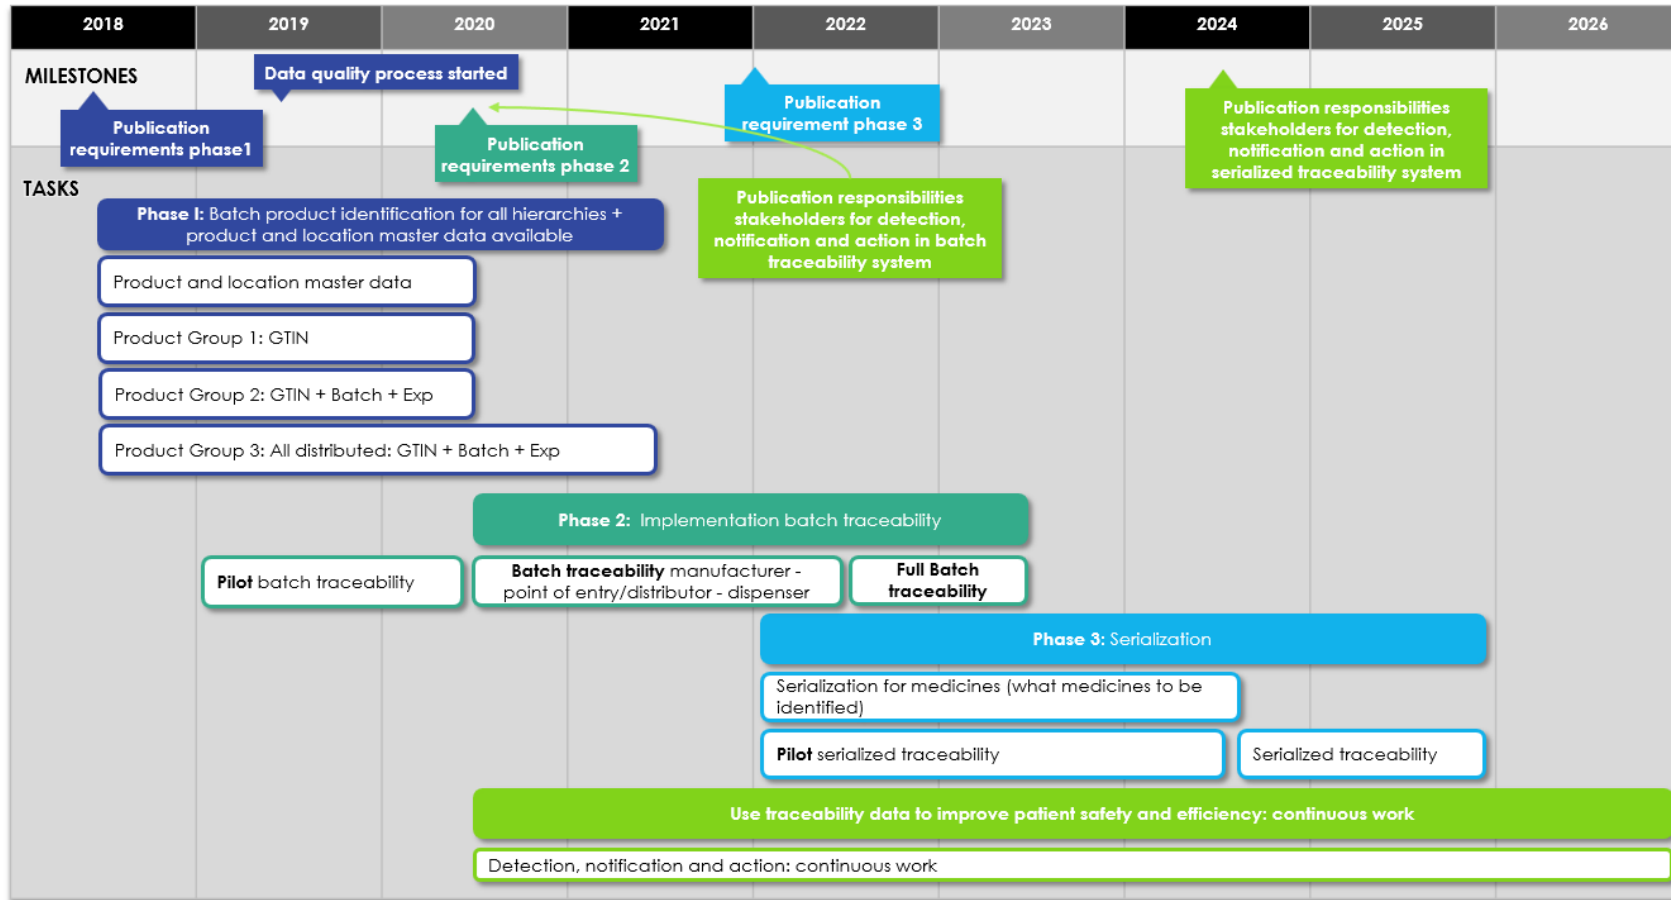 2018 2019 2020 2021 2022 2023 2024 2025 2026
MILESTONES
Data quality process started
Publication
requirements phase1
Publication
requirements phase 2
Publication
requirement phase 3
Publication responsibilities
stakeholders for detection,
notification and action in
serialized traceability system
Publication responsibilities
stakeholders for detection,
notification and action in batch
traceability system
TASKS
Phase I: Batch product identification for all hierarchies +
product and location master data available
Product and location master data
Product Group 1: GTIN
Product Group 2: GTIN + Batch + Exp
Product Group 3: All distributed: GTIN + Batch + Exp
Phase 2: Implementation batch traceability
Pilot batch traceability
Batch traceability manufacturer -
point of entry/distributor - dispenser
Full Batch
traceability
Phase 3: Serialization
Serialization for medicines (what medicines to be
identified)
Pilot serialized traceability
Serialized traceability
Use traceability data to improve patient safety and efficiency: continuous work
Detection, notification and action: continuous work